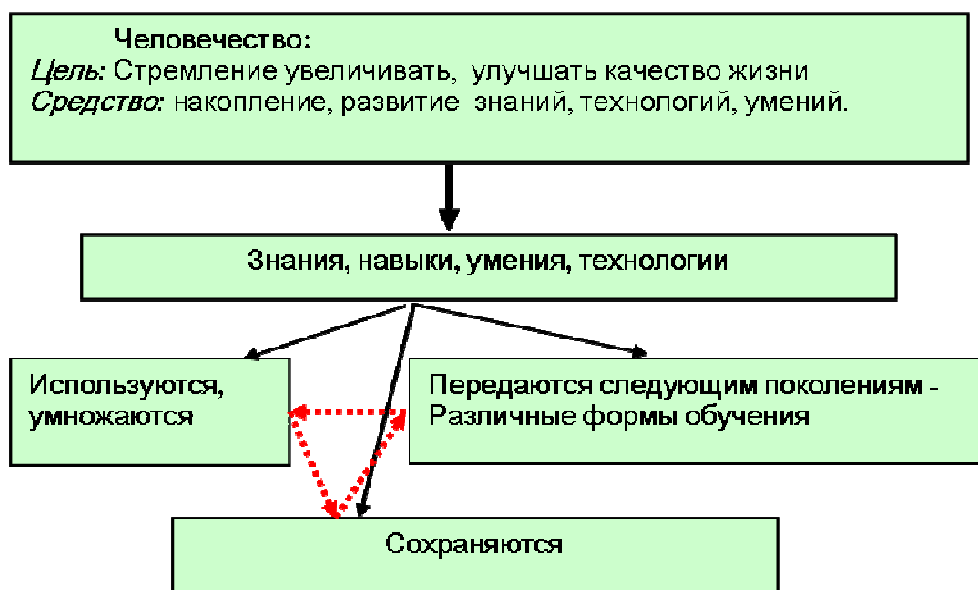 Человечество:
Цель: Стремление увеличивать, улучшать качество жизни
Средство: накопление, развитие знаний, технологий, умений.
Знания, навыки, умения, технологии
Используются,
умножаются
Передаются следующим поколениям -
Различные формы обучения
Сохраняются